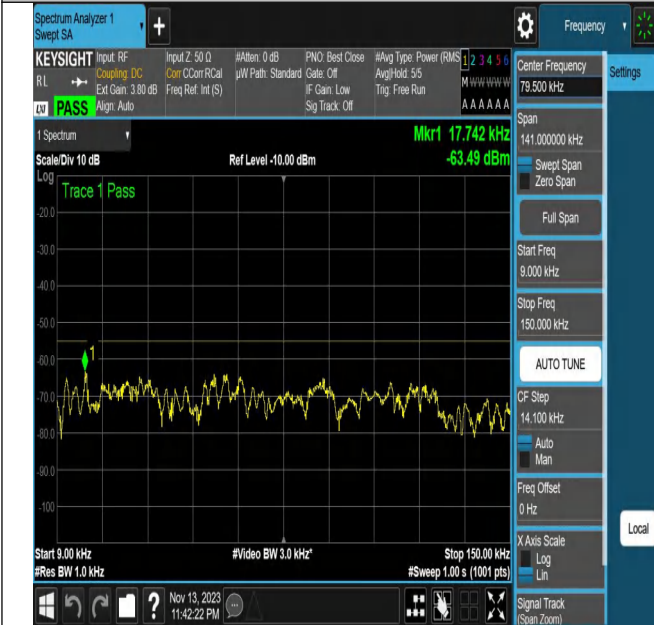 Spectrum Analyzer 1
Swept SA
+
Frequency
KEYSIGHT
RL
PASS
Input: RF
Coupling: DC
Ext Gain: 3.80 dB
Align: Auto
Input Z: 50 Ω
Corr CCorr RCal
Freq Ref: Int (S)
#Atten: 0 dB
µW Path: Standard
PNO: Best Close
Gate: Off
IF Gain: Low
Sig Track: Off
#Avg Type: Power (RMS
Avg|Hold: 5/5
Trig: Free Run
1 2 3 4 5 6
M W W W W W
A A A A A A
1 Spectrum
Scale/Div 10 dB
Ref Level -10.00 dBm
Mkr1 17.742 kHz
-63.49 dBm
Log
Trace 1 Pass
-20.0
-30.0
-40.0
-50.0
-60.0
1
-70.0
-80.0
-90.0
-100
Start 9.00 kHz
#Video BW 3.0 kHz*
Stop 150.00 kHz
#Res BW 1.0 kHz
#Sweep 1.00 s (1001 pts)
?
Nov 13, 2023
11:42:22 PM
Center Frequency
79.500 kHz
Settings
Span
141.000000 kHz
Swept Span
Zero Span
Full Span
Start Freq
9.000 kHz
Stop Freq
150.000 kHz
AUTO TUNE
CF Step
14.100 kHz
Auto
Man
Freq Offset
0 Hz
Local
X Axis Scale
Log
Lin
Signal Track
(Span Zoom)